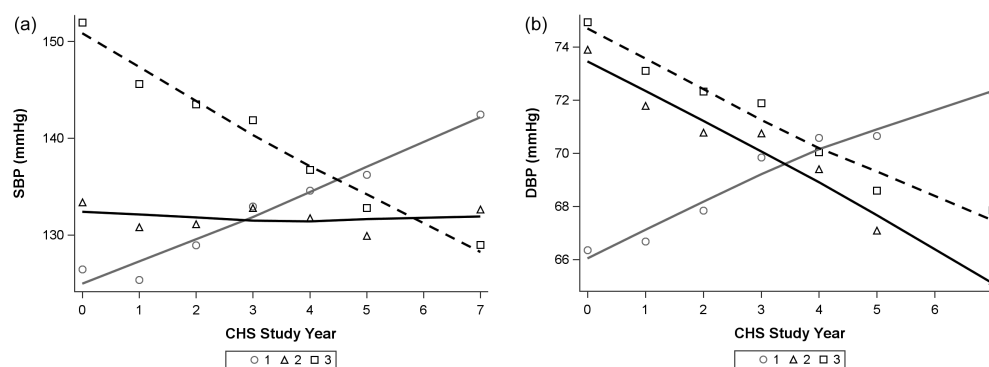 (a)
SBP (mmHg)
150
140
130
0 1 2 3 4 5 6 7
CHS Study Year
1 2 3
(b)
DBP (mmHg)
74
72
70
68
66
0 1 2 3 4 5 6
CHS Study Year
1 2 3